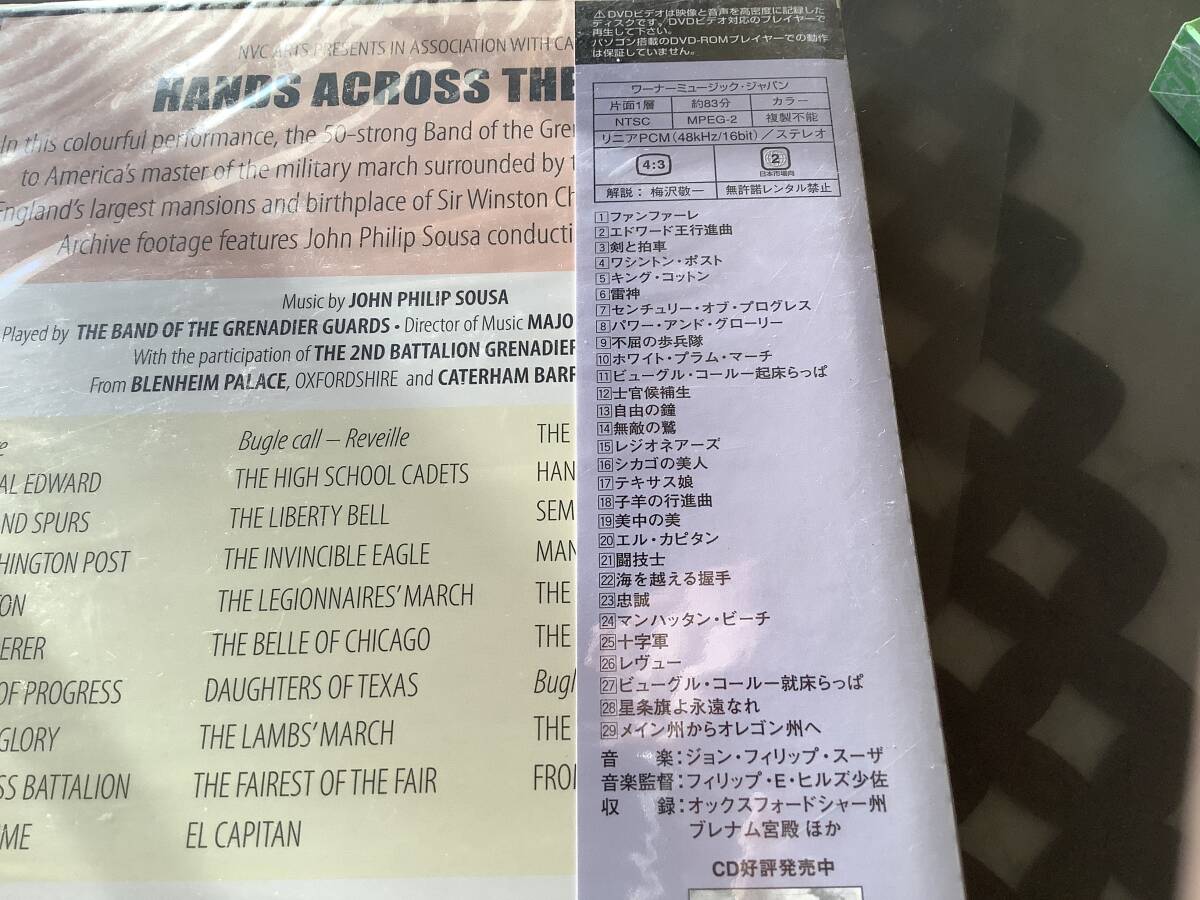 NVC ARTS PRESENTS IN ASSOCIATION WITH CA
HANDS ACROSS THE
In this colourful performance, the 50-strong Band of the Gre
to America's master of the military march surrounded by
England's largest mansions and birthplace of Sir Winston Ch
Archive footage features John Philip Sousa conducti
Music by JOHN PHILIP SOUSA
Played by THE BAND OF THE GRENADIER GUARDS • Director of Music MAJO
With the participation of THE 2ND BATTALION GRENADIER
From BLENHEIM PALACE, OXFORDSHIRE and CATERHAM BARR
re
AL EDWARD
ND SPURS
HINGTON POST
ON
ERER
OF PROGRESS
GLORY
SS BATTALION
ME
Bugle call – Reveille
THE HIGH SCHOOL CADETS
THE LIBERTY BELL
THE INVINCIBLE EAGLE
THE LEGIONNAIRES' MARCH
THE BELLE OF CHICAGO
DAUGHTERS OF TEXAS
THE LAMBS' MARCH
THE FAIREST OF THE FAIR
EL CAPITAN
THE
HAN
SEM
MAN
THE
THE
Bugl
THE
FRO
⚠DVDビデオは映像と音声を高密度に記録した
ディスクです。DVDビデオ対応のプレイヤーで
再生して下さい。
パソコン搭載のDVD-ROMプレイヤーでの動作
は保証していません。
ワーナーミュージック・ジャパン
片面1層 約83分 カラー
NTSC MPEG-2 複製不能
リニアPCM(48kHz/16bit)/ステレオ
4:3 2
日本市場向
解説:梅沢敬一 無許諾レンタル禁止
1 ファンファーレ
2 エドワード王行進曲
3 剣と拍車
4 ワシントン・ポスト
5 キング・コットン
6 雷神
7 センチュリー・オブ・プログレス
8 パワー・アンド・グローリー
9 不屈の歩兵隊
10 ホワイト・プラム・マーチ
11 ビューグル・コールー起床らっぱ
12 士官候補生
13 自由の鐘
14 無敵の鷲
15 レジオネアーズ
16 シカゴの美人
17 テキサス娘
18 子羊の行進曲
19 美中の美
20 エル・カピタン
21 闘技士
22 海を越える握手
23 忠誠
24 マンハッタン・ビーチ
25 十字軍
26 レヴュー
27 ビューグル・コールー就床らっぱ
28 星条旗よ永遠なれ
29 メイン州からオレゴン州へ
音 楽:ジョン・フィリップ・スーザ
音楽監督:フィリップ・E・ヒルズ少佐
収 録:オックスフォードシャー州
ブレナム宮殿 ほか
CD好評発売中